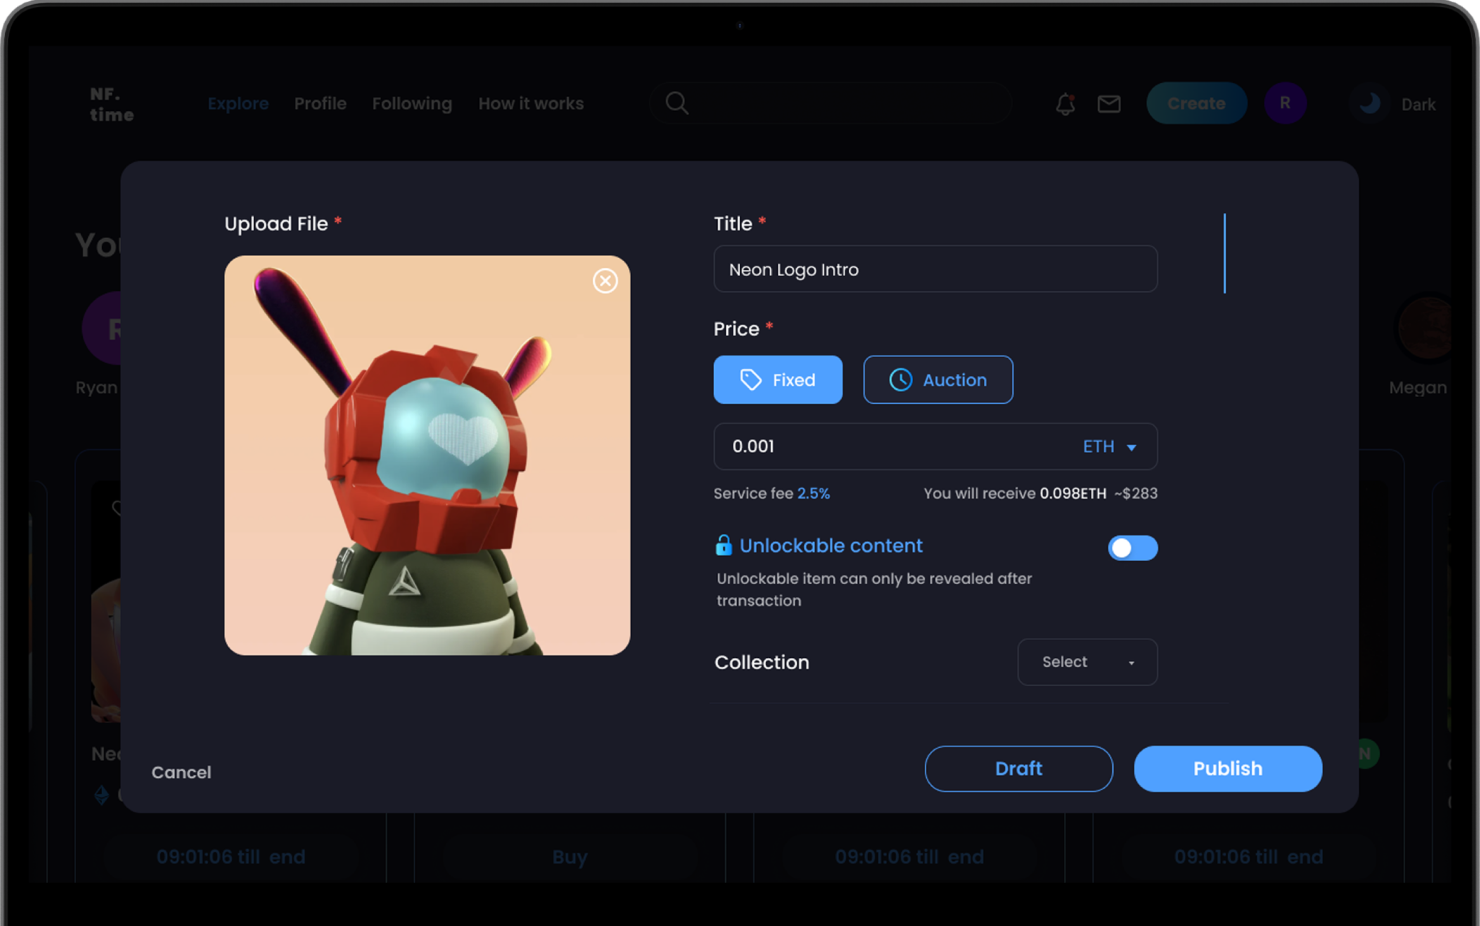 NF.
time
Explore
Profile
Following
How it works
Create
R
Dark
You
R
Ryan
Megan
Upload File *
Title *
Neon Logo Intro
Price *
Fixed
Auction
0.001
ETH
Service fee 2.5%
You will receive 0.098ETH ~$283
Unlockable content
Unlockable item can only be revealed after
transaction
Collection
Select
Cancel
Draft
Publish
N
09:01:06 till end
Buy
09:01:06 till end
09:01:06 till end